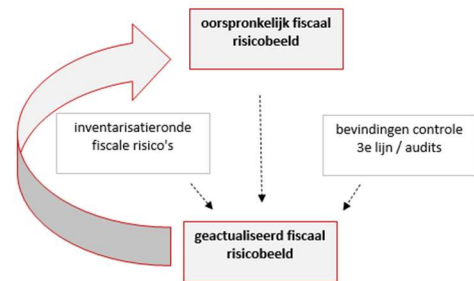 oorspronkelijk fiscaal
risicobeeld
inventarisatieronde
fiscale risico's
bevindingen controle
3e lijn / audits
geactualiseerd fiscaal
risicobeeld